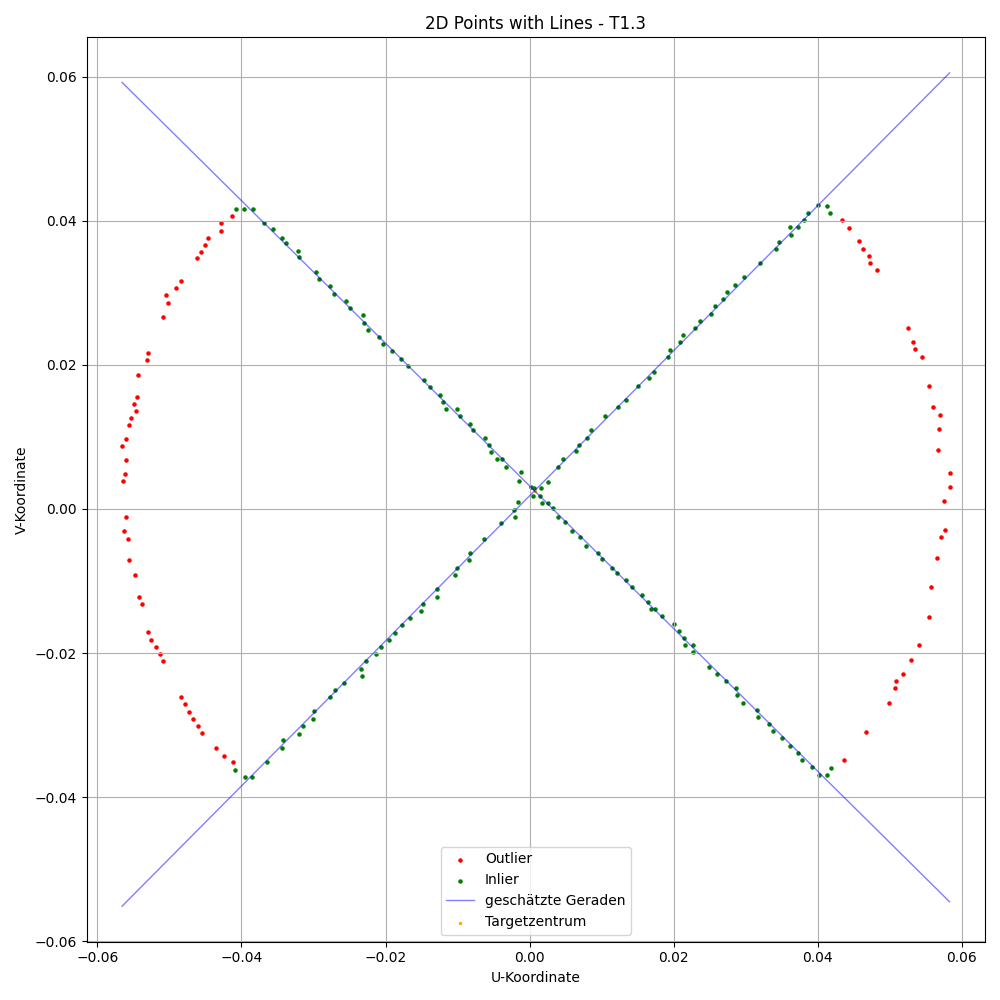 2D Points with Lines - T1.3
V-Koordinate
0.06
0.04
0.02
0.00
−0.02
−0.04
−0.06
Outlier
Inlier
geschätzte Geraden
Targetzentrum
−0.06 −0.04 −0.02 0.00 0.02 0.04 0.06
U-Koordinate